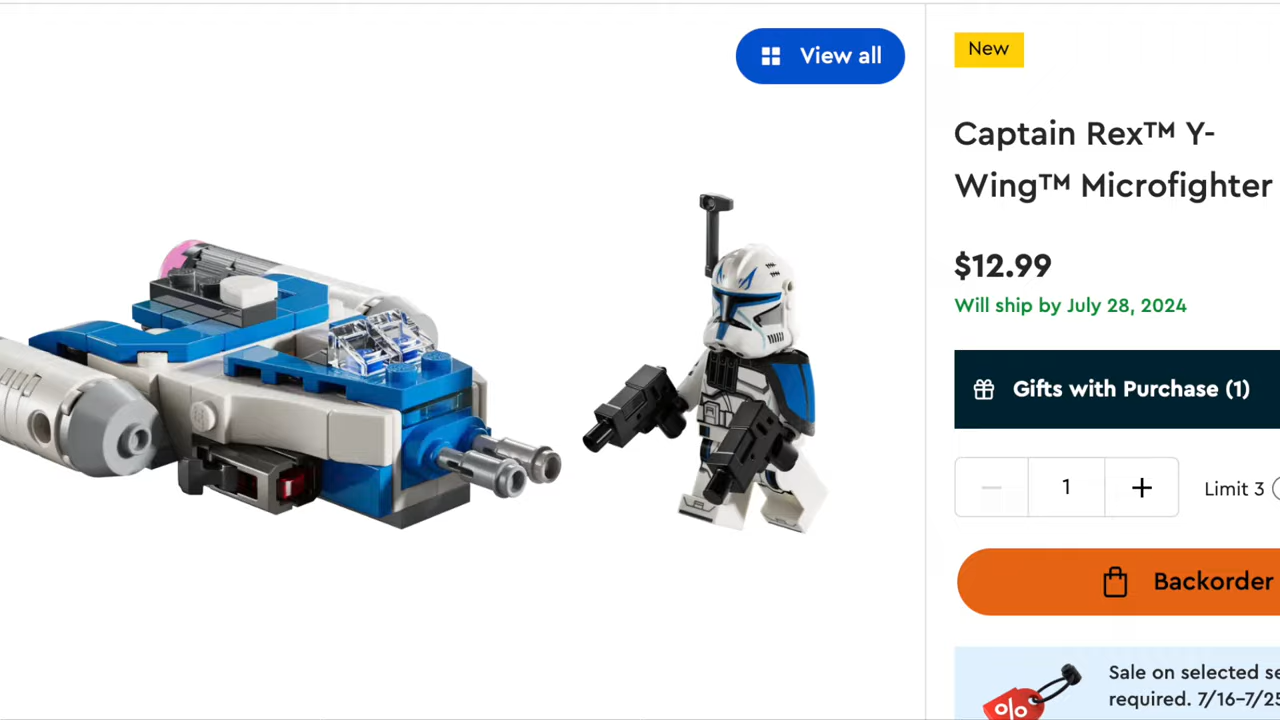 View all
New
Captain Rex™ Y-
Wing™ Microfighter
$12.99
Will ship by July 28, 2024
Gifts with Purchase (1)
1
Limit 3
Backorder
%
Sale on selected
required. 7/16-7/25